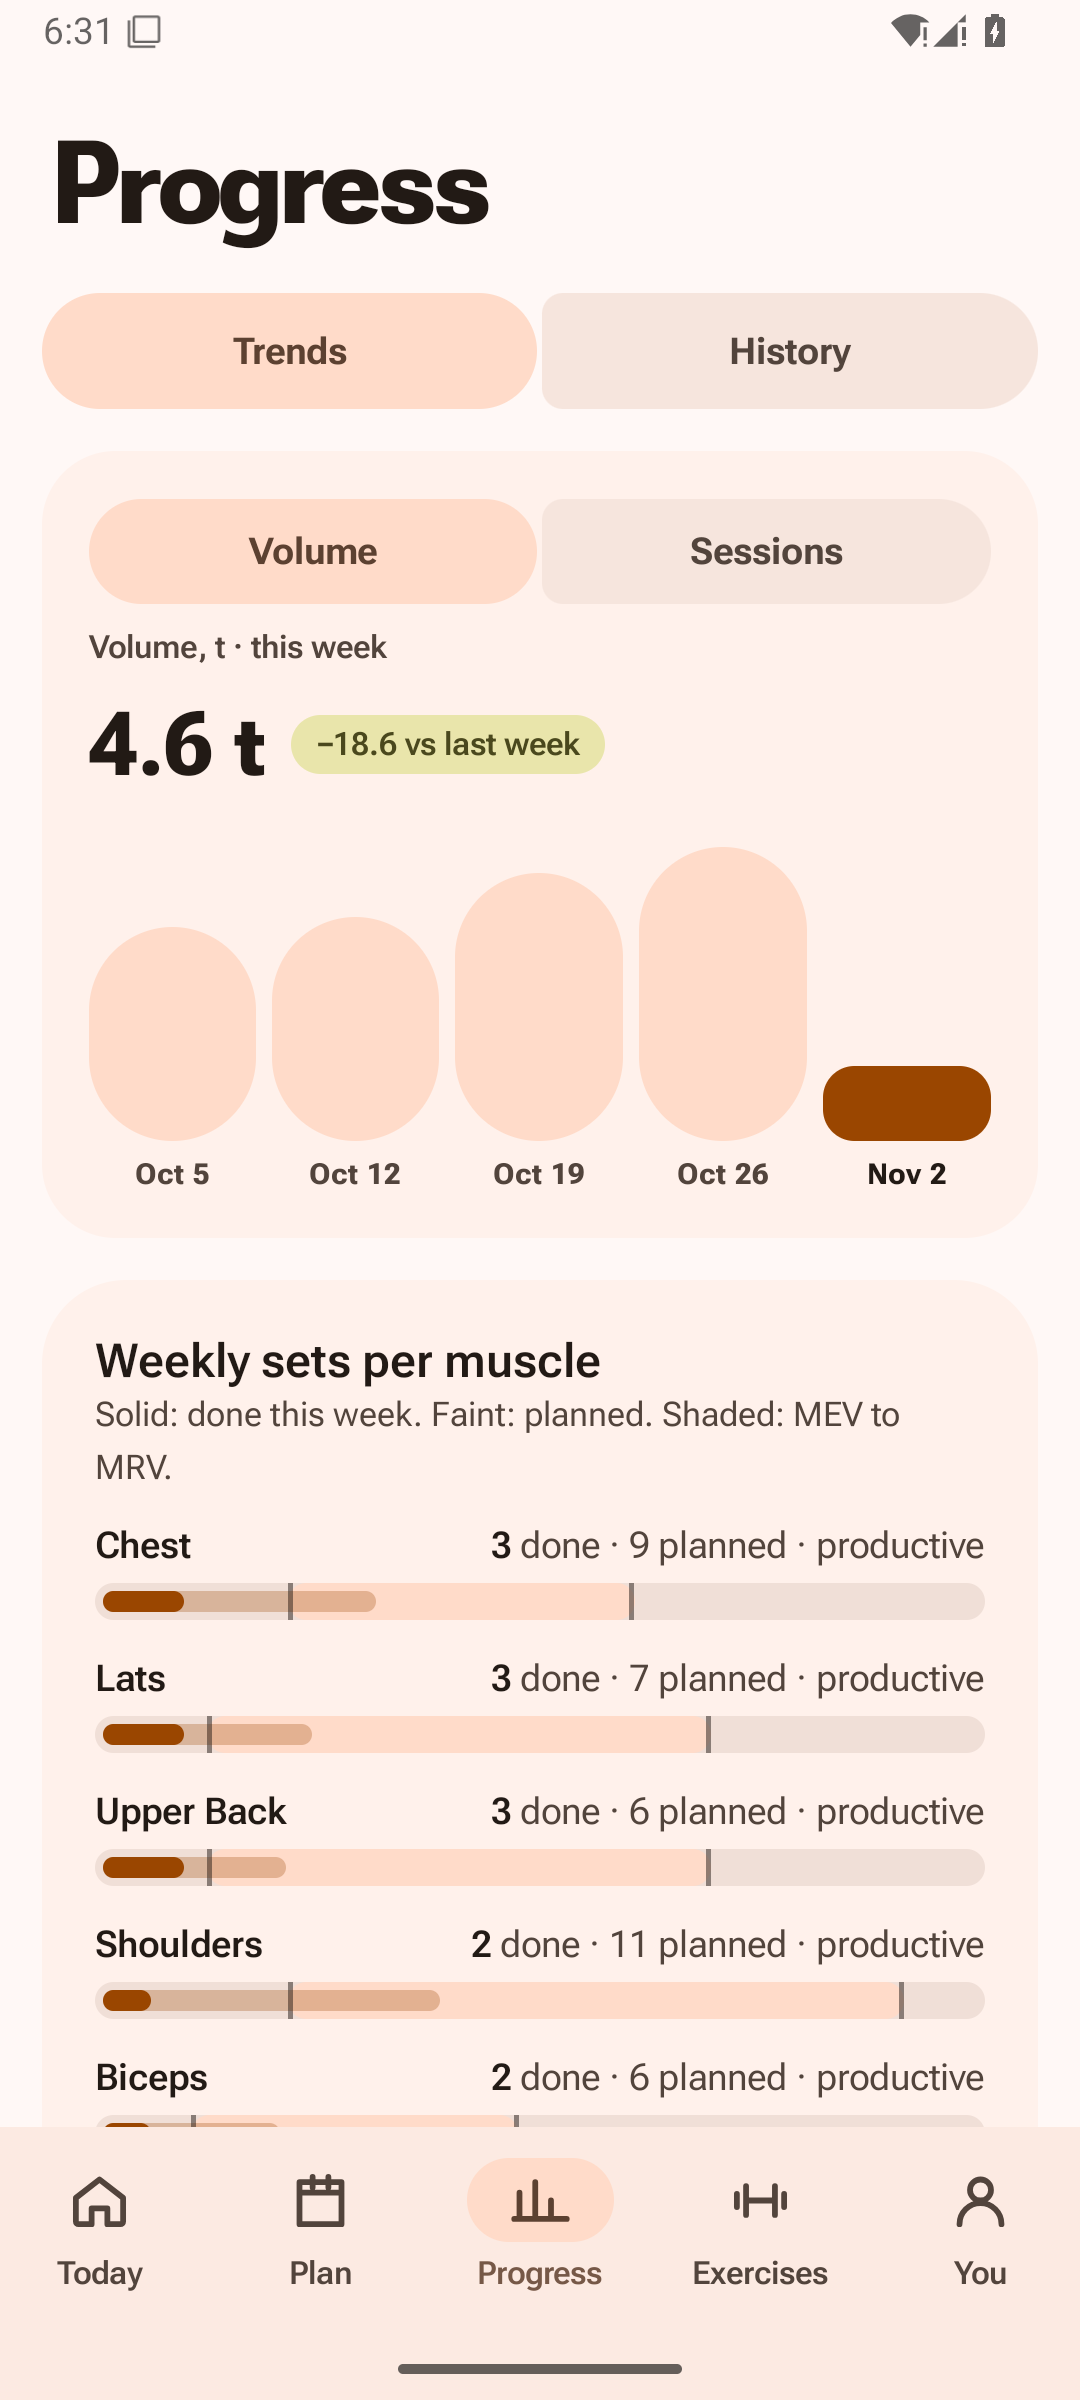 6:31
Progress
Trends
History
Volume
Sessions
Volume, t · this week
4.6 t
−18.6 vs last week
Oct 5
Oct 12
Oct 19
Oct 26
Nov 2
Weekly sets per muscle
Solid: done this week. Faint: planned. Shaded: MEV to
MRV.
Chest
3 done · 9 planned · productive
Lats
3 done · 7 planned · productive
Upper Back
3 done · 6 planned · productive
Shoulders
2 done · 11 planned · productive
Biceps
2 done · 6 planned · productive
Today
Plan
Progress
Exercises
You